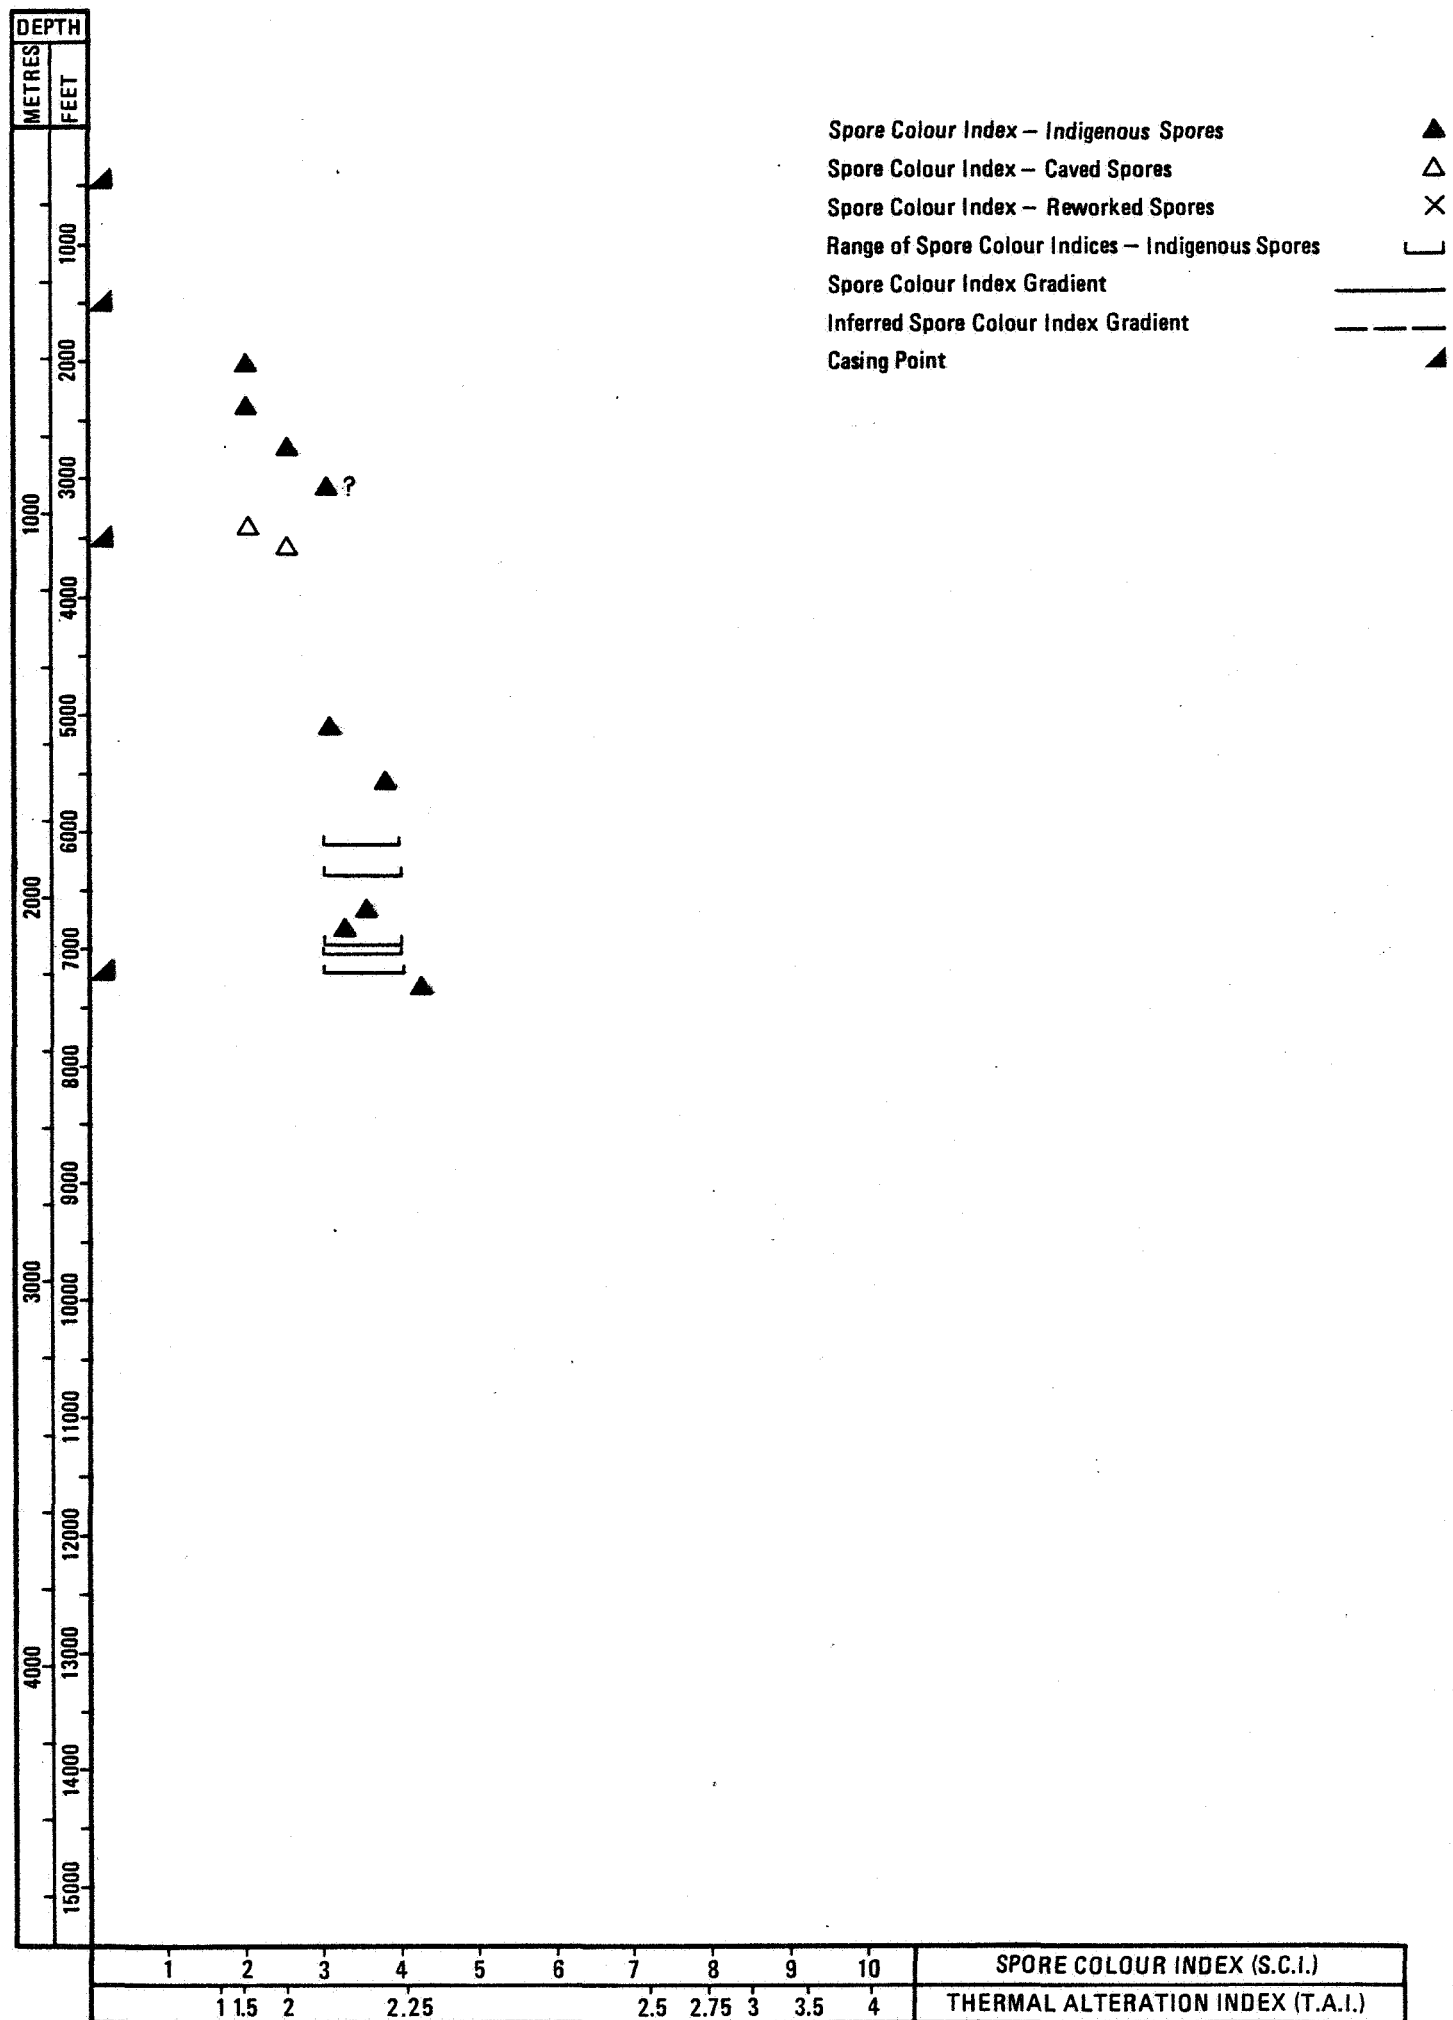 DEPTH
METRES
FEET
Spore Colour Index – Indigenous Spores
Spore Colour Index – Caved Spores
Spore Colour Index – Reworked Spores
Range of Spore Colour Indices – Indigenous Spores
Spore Colour Index Gradient
Inferred Spore Colour Index Gradient
Casing Point
1000
2000
3000
4000
1000
2000
3000
4000
5000
6000
7000
8000
9000
10000
11000
12000
13000
14000
15000
?
1 2 3 4 5 6 7 8 9 10 SPORE COLOUR INDEX (S.C.I.)
1 1.5 2 2.25 2.5 2.75 3 3.5 4 THERMAL ALTERATION INDEX (T.A.I.)